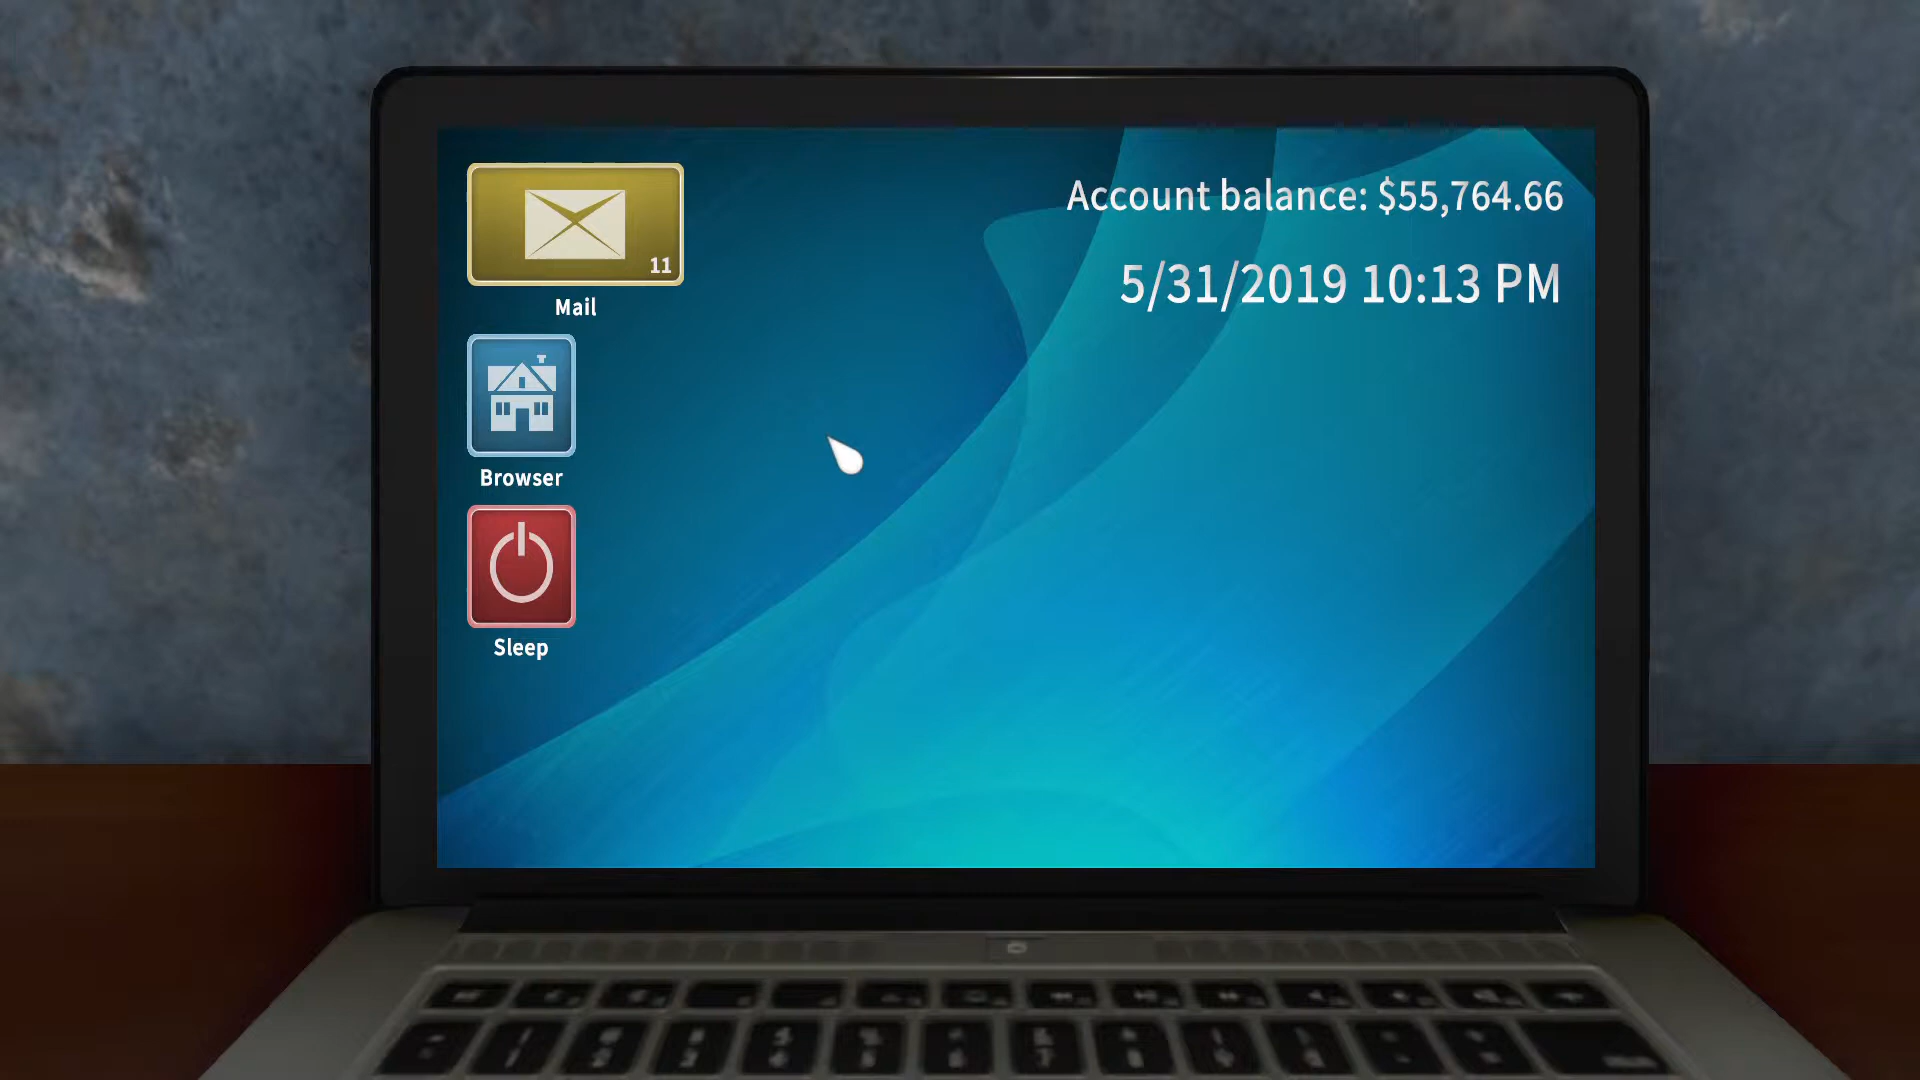 Account balance: $55,764.66
5/31/2019 10:13 PM
11
Mail
Browser
Sleep